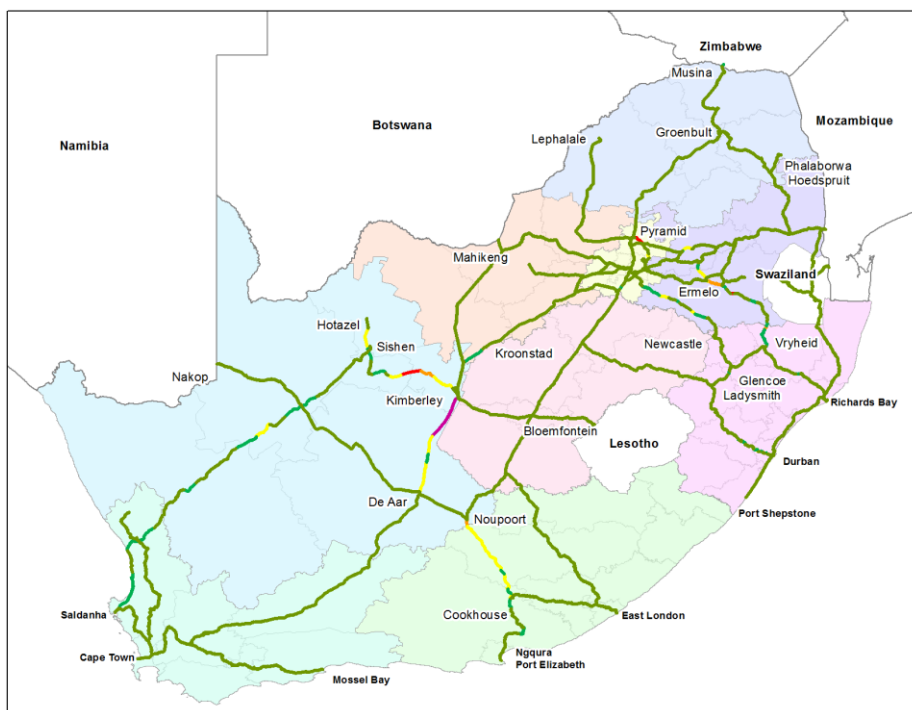 Zimbabwe
Musina
Mozambique
Botswana
Groenbult
Lephalale
Namibia
Phalaborwa
Hoedspruit
Pyramid
Mahikeng
Swaziland
Ermelo
Hotazel
Sishen
Kroonstad
Newcastle
Vryheid
Nakop
Glencoe
Ladysmith
Kimberley
Richards Bay
Bloemfontein
Lesotho
Durban
De Aar
Port Shepstone
Noupoort
Saldanha
Cookhouse
East London
Cape Town
Ngqura
Port Elizabeth
Mossel Bay